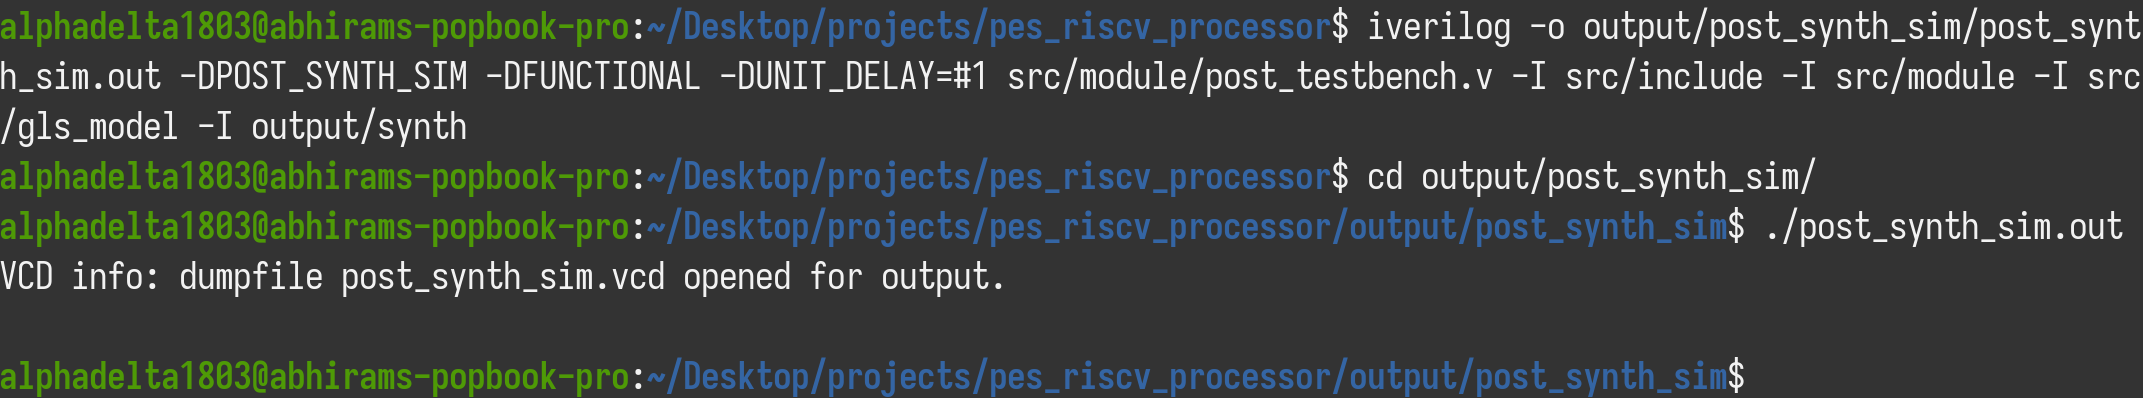 alphadelta1803@abhirams-popbook-pro:~/Desktop/projects/pes_riscv_processor$ iverilog -o output/post_synth_sim/post_synt
h_sim.out -DPOST_SYNTH_SIM -DFUNCTIONAL -DUNIT_DELAY=#1 src/module/post_testbench.v -I src/include -I src/module -I src
/gls_model -I output/synth
alphadelta1803@abhirams-popbook-pro:~/Desktop/projects/pes_riscv_processor$ cd output/post_synth_sim/
alphadelta1803@abhirams-popbook-pro:~/Desktop/projects/pes_riscv_processor/output/post_synth_sim$ ./post_synth_sim.out
VCD info: dumpfile post_synth_sim.vcd opened for output.
alphadelta1803@abhirams-popbook-pro:~/Desktop/projects/pes_riscv_processor/output/post_synth_sim$